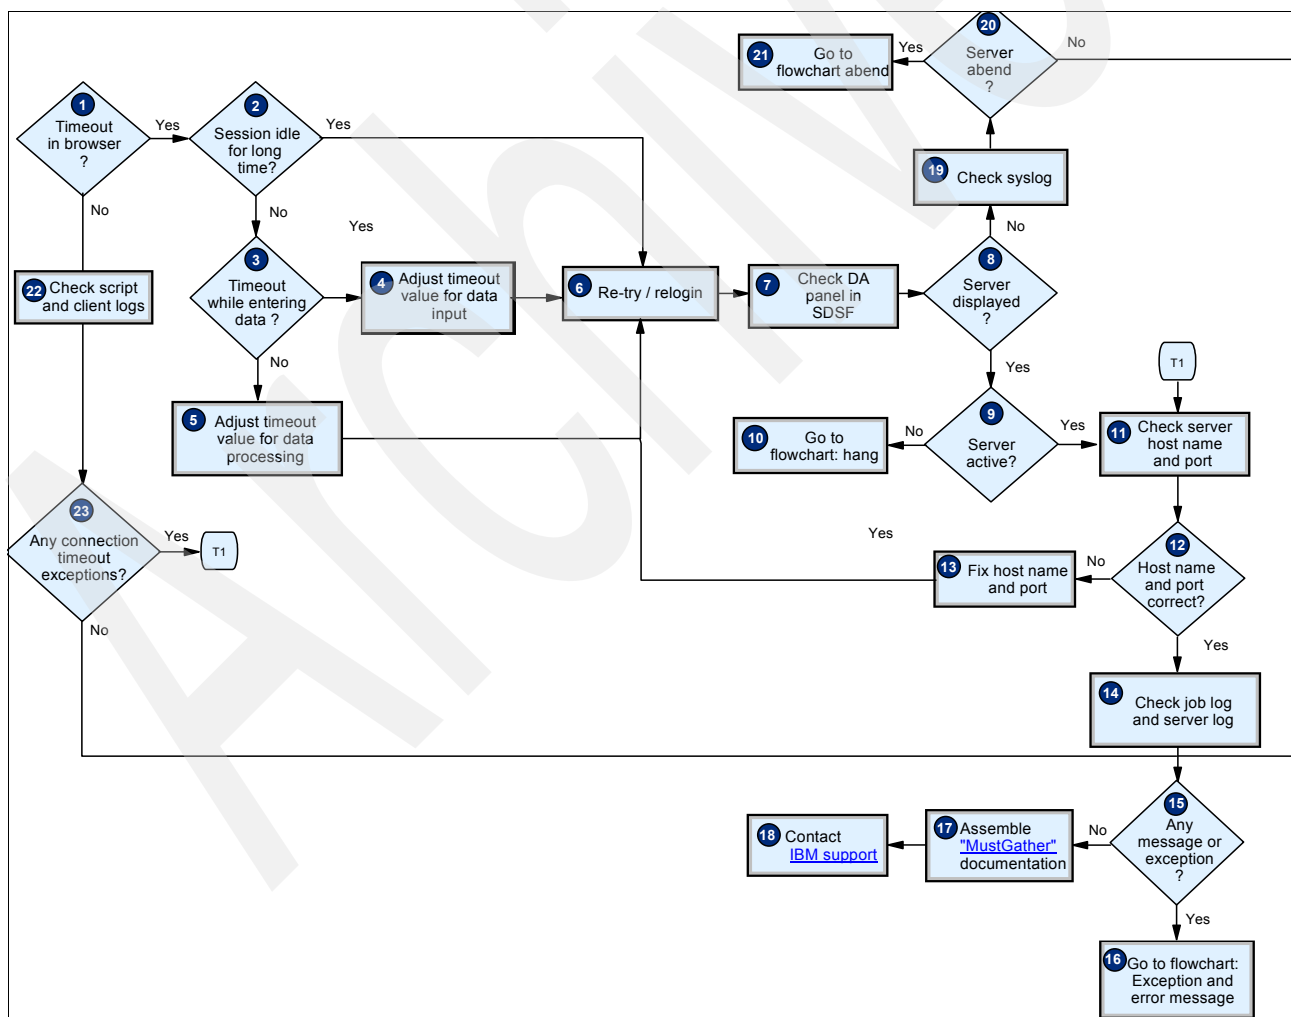 20
Server
abend
?
Yes
No
21
Go to
flowchart abend
1
Timeout
in browser
?
Yes
2
Session idle
for long
time?
Yes
19
Check syslog
No
No
Yes
No
22
Check script
and client logs
3
Timeout
while entering
data ?
4
Adjust timeout
value for data
input
6
Re-try / relogin
7
Check DA
panel in
SDSF
8
Server
displayed
?
No
Yes
T1
5
Adjust timeout
value for data
processing
10
Go to
flowchart: hang
No
9
Server
active?
Yes
11
Check server
host name
and port
23
Any connection
timeout
exceptions?
Yes
T1
No
Yes
13
Fix host name
and port
No
12
Host name
and port
correct?
Yes
14
Check job log
and server log
18
Contact
IBM support
17
Assemble
"MustGather"
documentation
No
15
Any
message or
exception
?
Yes
16
Go to flowchart:
Exception and
error message
Archive